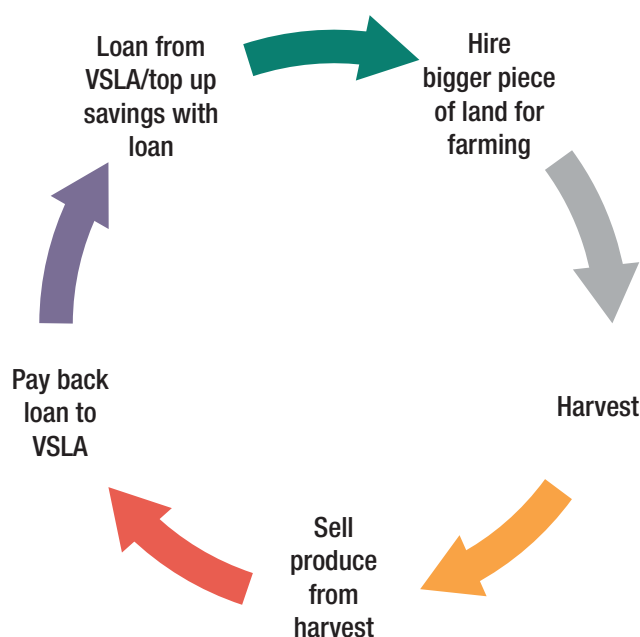 Loan from
VSLA/top up
savings with
loan
Hire
bigger piece
of land for
farming
Harvest
Sell
produce
from
harvest
Pay back
loan to
VSLA